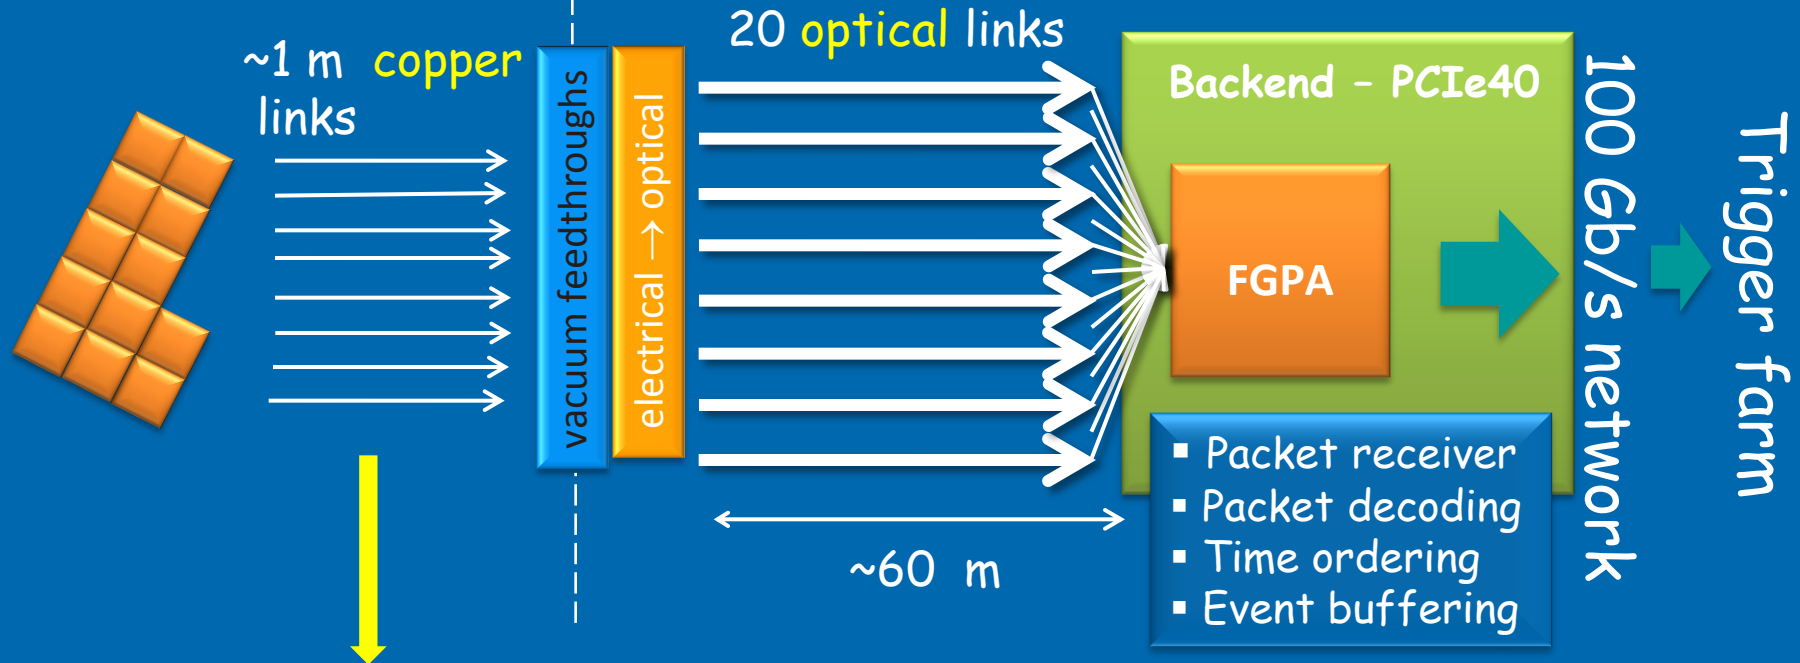 ~1 m copper
links
vacuum feedthroughs
electrical → optical
20 optical links
~60 m
Backend – PCIe40
FGPA
▪ Packet receiver
▪ Packet decoding
▪ Time ordering
▪ Event buffering
100 Gb/s network
Trigger farm